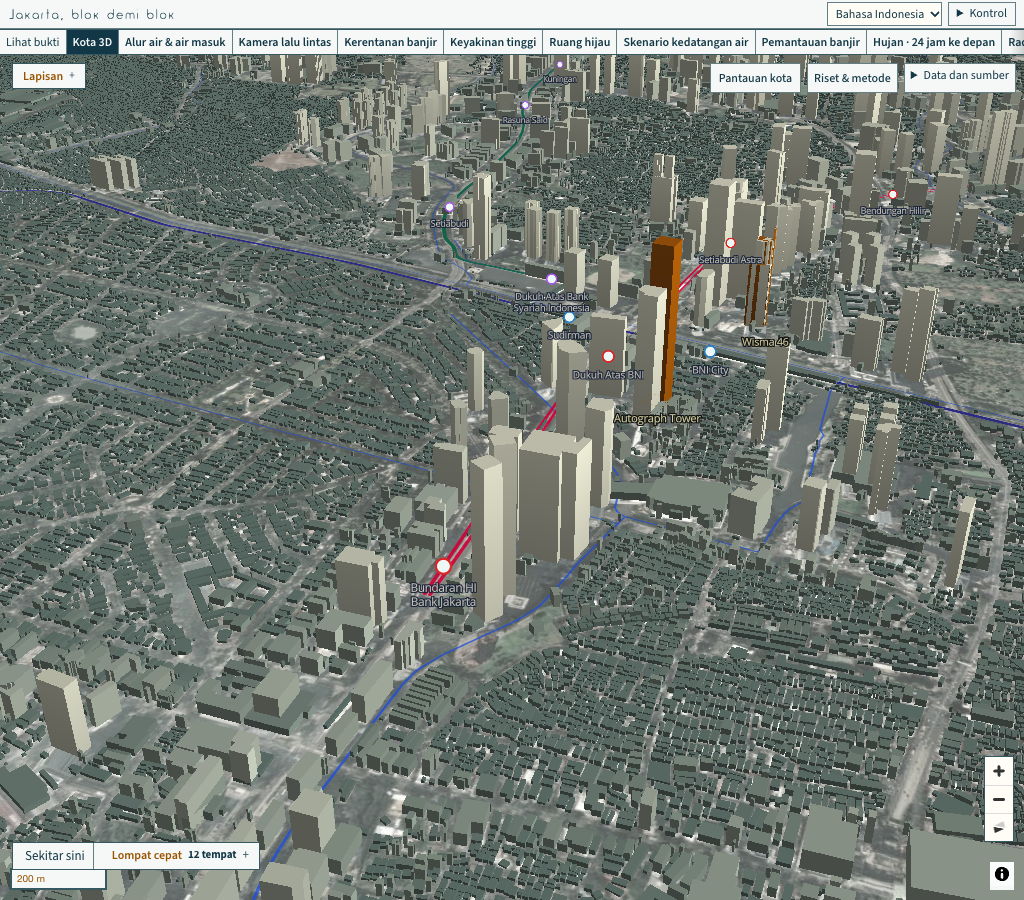 Jakarta, blok demi blok
Bahasa Indonesia
Kontrol
Lihat bukti
Kota 3D
Alur air & air masuk
Kamera lalu lintas
Kerentanan banjir
Keyakinan tinggi
Ruang hijau
Skenario kedatangan air
Pemantauan banjir
Hujan · 24 jam ke depan
Lapisan +
Pantauan kota
Riset & metode
Data dan sumber
Kuningan
Rasuna Said
Bendungan Hilir
Setiabudi
Setiabudi Astra
Dukuh Atas Bank
Syariah Indonesia
Sudirman
Wisma 46
Dukuh Atas BNI
BNI City
Autograph Tower
Bundaran HI
Bank Jakarta
+
−
Sekitar sini
Lompat cepat 12 tempat +
200 m